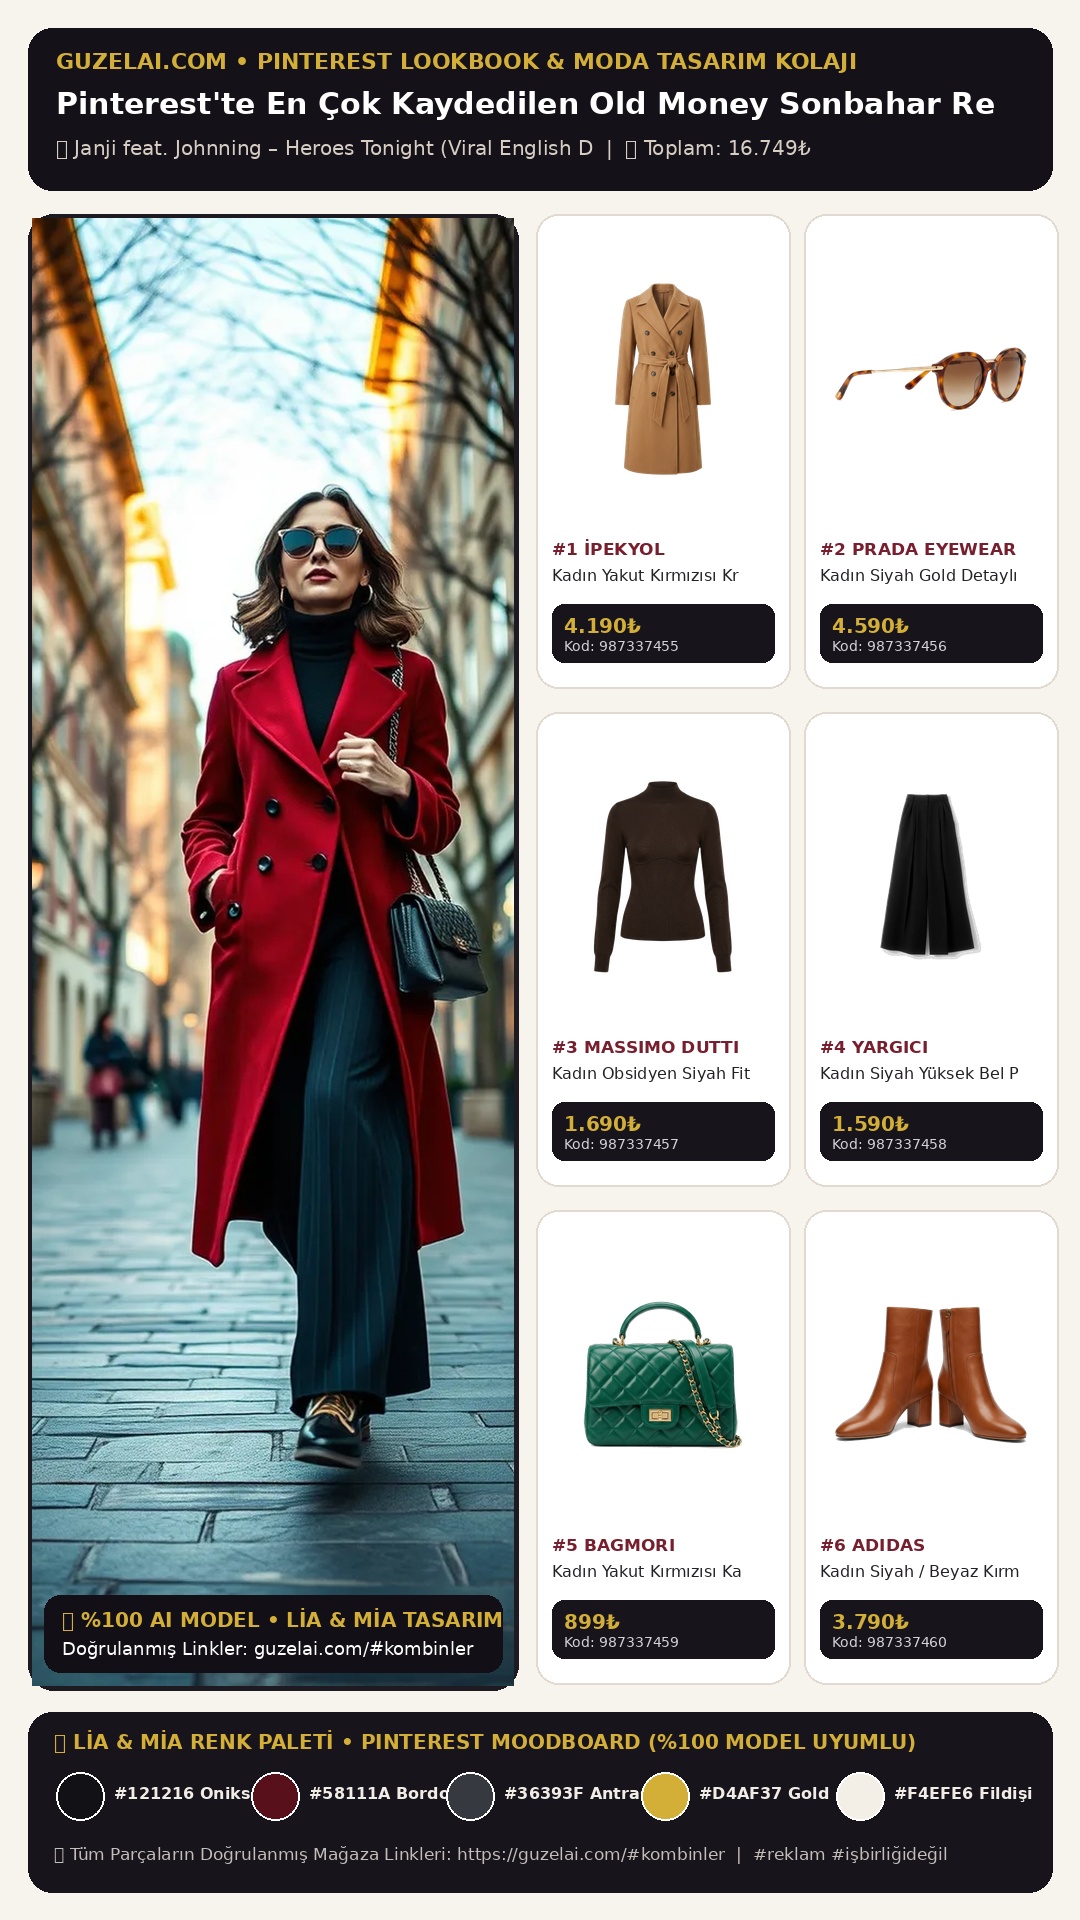 GUZELAI.COM • PINTEREST LOOKBOOK & MODA TASARIM KOLAJI
Pinterest'te En Çok Kaydedilen Old Money Sonbahar Re
Janji feat. Johnning – Heroes Tonight (Viral English D | Toplam: 16.749₺
#1 İPEKYOL
Kadın Yakut Kırmızısı Kr
4.190₺
Kod: 987337455
#2 PRADA EYEWEAR
Kadın Siyah Gold Detaylı
4.590₺
Kod: 987337456
#3 MASSIMO DUTTI
Kadın Obsidyen Siyah Fit
1.690₺
Kod: 987337457
#4 YARGICI
Kadın Siyah Yüksek Bel P
1.590₺
Kod: 987337458
#5 BAGMORI
Kadın Yakut Kırmızısı Ka
899₺
Kod: 987337459
#6 ADIDAS
Kadın Siyah / Beyaz Kırm
3.790₺
Kod: 987337460
%100 AI MODEL • LİA & MİA TASARIM
Doğrulanmış Linkler: guzelai.com/#kombinler
LİA & MİA RENK PALETİ • PINTEREST MOODBOARD (%100 MODEL UYUMLU)
#121216 Oniks #58111A Bordo #36393F Antra #D4AF37 Gold #F4EFE6 Fildişi
Tüm Parçaların Doğrulanmış Mağaza Linkleri: https://guzelai.com/#kombinler | #reklam #işbirliğideğil